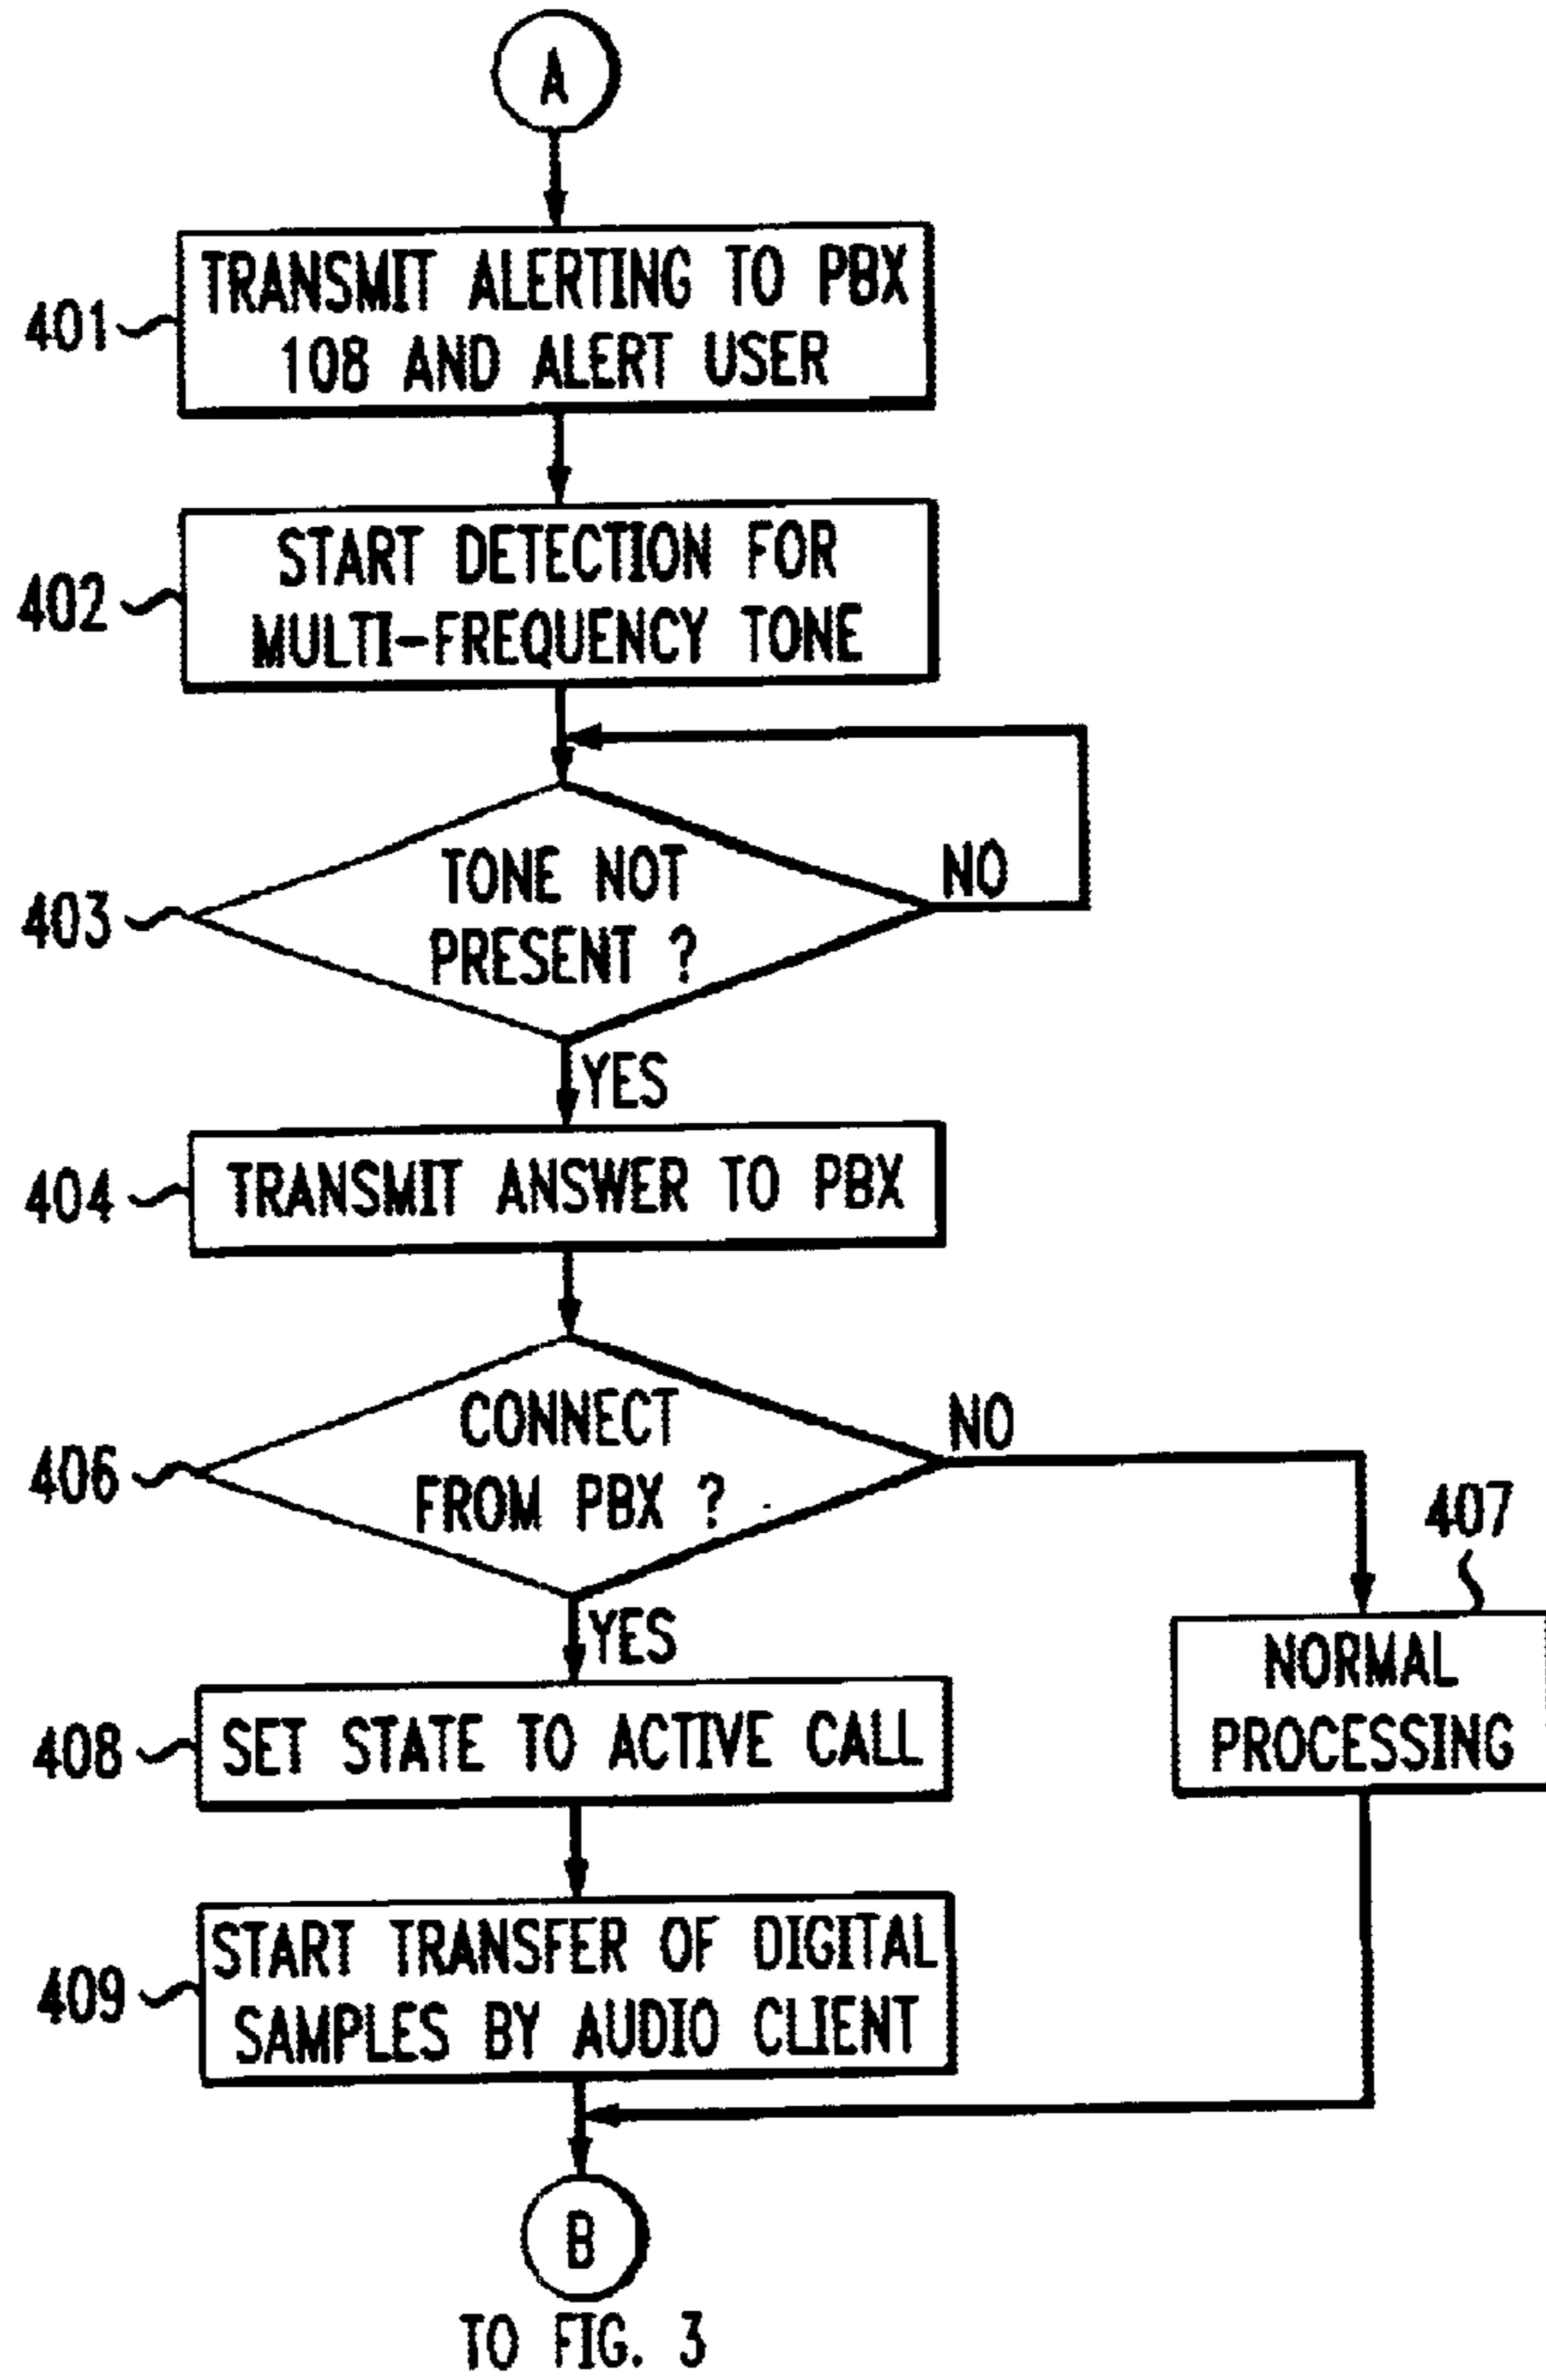 A
401
TRANSMIT ALERTING TO PBX
108 AND ALERT USER
402
START DETECTION FOR
MULTI-FREQUENCY TONE
403
TONE NOT
PRESENT ?
NO
YES
404
TRANSMIT ANSWER TO PBX
406
CONNECT
FROM PBX ?
NO
YES
407
NORMAL
PROCESSING
408
SET STATE TO ACTIVE CALL
409
START TRANSFER OF DIGITAL
SAMPLES BY AUDIO CLIENT
B
TO FIG. 3